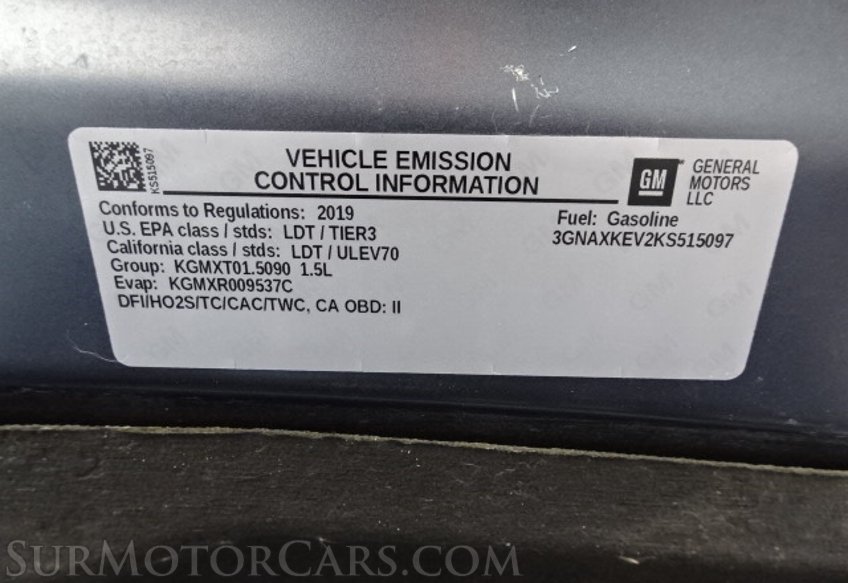 KS515097
VEHICLE EMISSION
CONTROL INFORMATION
GM
GENERAL
MOTORS
LLC
Conforms to Regulations: 2019
U.S. EPA class / stds: LDT / TIER3
California class / stds: LDT / ULEV70
Group: KGMXT01.5090 1.5L
Evap: KGMXR009537C
DFI/HO2S/TC/CAC/TWC, CA OBD: II
Fuel: Gasoline
3GNAXKEV2KS515097
SurMotorCars.com